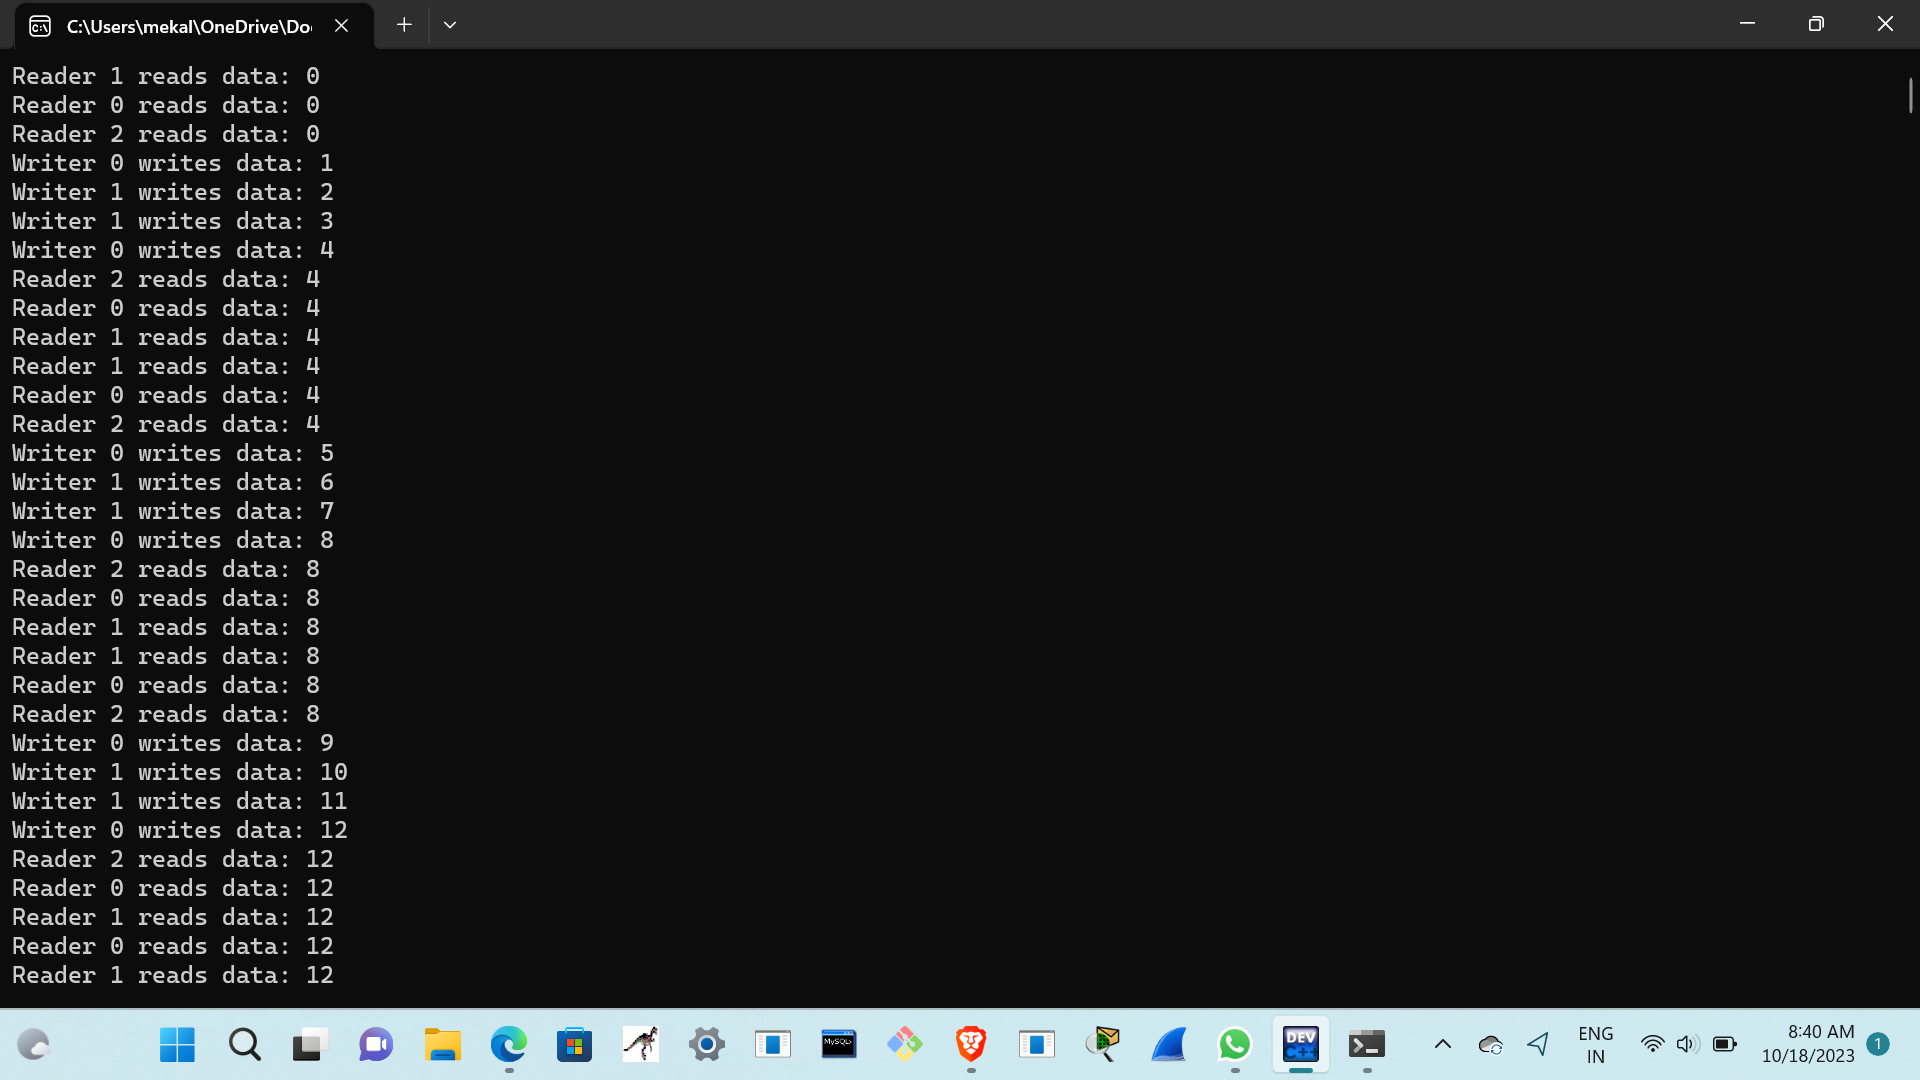 C:\Users\mekal\OneDrive\Do
Reader 1 reads data: 0
Reader 0 reads data: 0
Reader 2 reads data: 0
Writer 0 writes data: 1
Writer 1 writes data: 2
Writer 1 writes data: 3
Writer 0 writes data: 4
Reader 2 reads data: 4
Reader 0 reads data: 4
Reader 1 reads data: 4
Reader 1 reads data: 4
Reader 0 reads data: 4
Reader 2 reads data: 4
Writer 0 writes data: 5
Writer 1 writes data: 6
Writer 1 writes data: 7
Writer 0 writes data: 8
Reader 2 reads data: 8
Reader 0 reads data: 8
Reader 1 reads data: 8
Reader 1 reads data: 8
Reader 0 reads data: 8
Reader 2 reads data: 8
Writer 0 writes data: 9
Writer 1 writes data: 10
Writer 1 writes data: 11
Writer 0 writes data: 12
Reader 2 reads data: 12
Reader 0 reads data: 12
Reader 1 reads data: 12
Reader 0 reads data: 12
Reader 1 reads data: 12
MySQL>
DEV
C++
ENG
IN
8:40 AM
10/18/2023
1